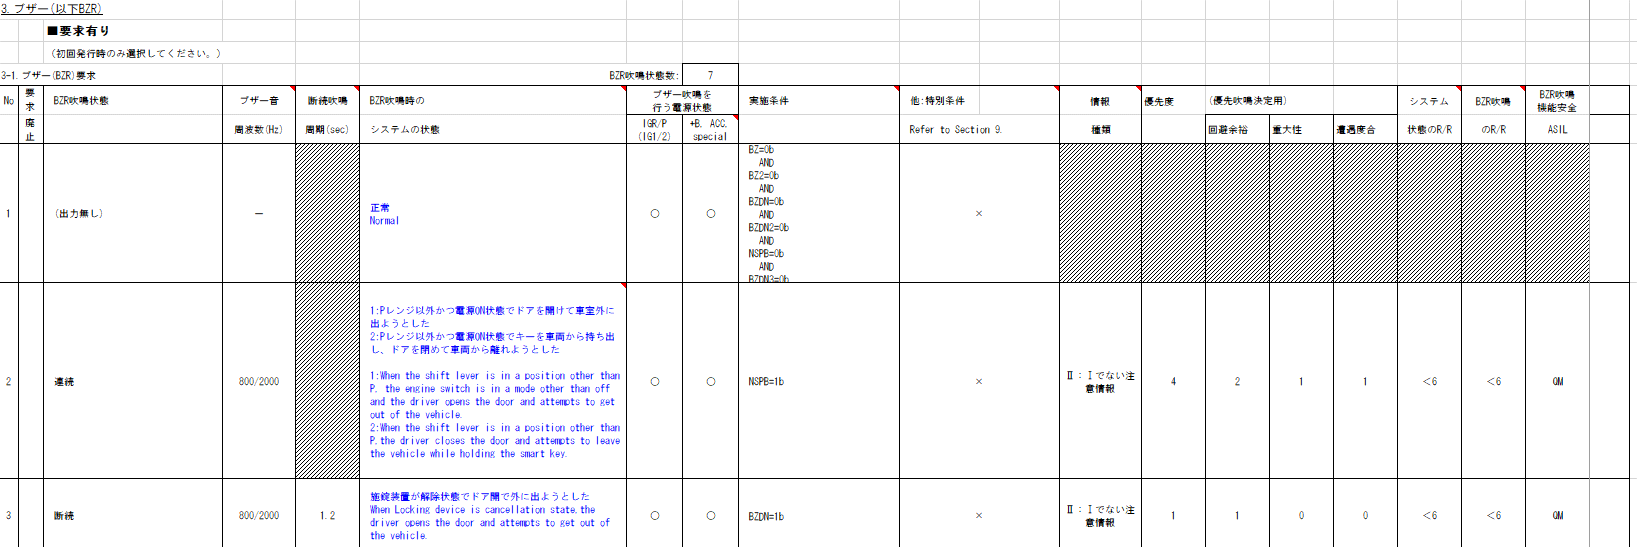 3. ブザー(以下BZR)
■要求有り
(初回発行時のみ選択してください。)
3-1. ブザー(BZR)要求 BZR吹鳴状態数: 7
No 要求廃止 BZR吹鳴状態 ブザー音 断続吹鳴 BZR吹鳴時の ブザー吹鳴を行う電源状態 実施条件 他:特別条件 情報 優先度 (優先吹鳴決定用) システム BZR吹鳴 BZR吹鳴機能安全
周波数(Hz) 周期(sec) システムの状態 IGR/P (IG1/2) +B, ACC, special Refer to Section 9. 種類 回避余裕 重大性 遭遇度合 状態のR/R のR/R ASIL
1 (出力無し) － 正常
Normal
○ ○
BZ=0b
AND
BZ2=0b
AND
BZDN=0b
AND
BZDN2=0b
AND
NSPB=0b
AND
BZDN3=0b
×
2 連続 800/2000
1:Pレンジ以外かつ電源ON状態でドアを開けて車室外に
出ようとした
2:Pレンジ以外かつ電源ON状態でキーを車両から持ち出
し、ドアを閉めて車両から離れようとした
1:When the shift lever is in a position other than
P, the engine switch is in a mode other than off
and the driver opens the door and attempts to get
out of the vehicle.
2:When the shift lever is in a position other than
P,the driver closes the door and attempts to leave
the vehicle while holding the smart key.
○ ○ NSPB=1b × Ⅱ：Ⅰでない注意情報 4 2 1 1 <6 <6 QM
3 断続 800/2000 1.2
施錠装置が解除状態でドア開で外に出ようとした
When Locking device is cancellation state,the
driver opens the door and attempts to get out of
the vehicle.
○ ○ BZDN=1b × Ⅱ：Ⅰでない注意情報 1 1 0 0 <6 <6 QM